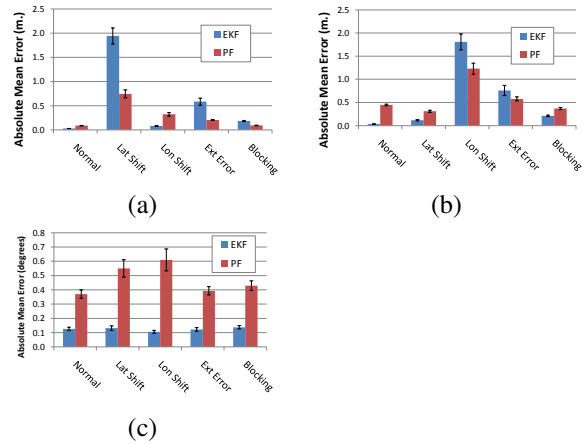 Absolute Mean Error (m.)
2.5
2.0
1.5
1.0
0.5
0.0
EKF
PF
Normal
Lat Shift
Lon Shift
Ext Error
Blocking
(a)
Absolute Mean Error (m.)
2.5
2.0
1.5
1.0
0.5
0.0
EKF
PF
Normal
Lat Shift
Lon Shift
Ext Error
Blocking
(b)
Absolute Mean Error (degrees)
0.8
0.7
0.6
0.5
0.4
0.3
0.2
0.1
0.0
EKF
PF
Normal
Lat Shift
Lon Shift
Ext Error
Blocking
(c)